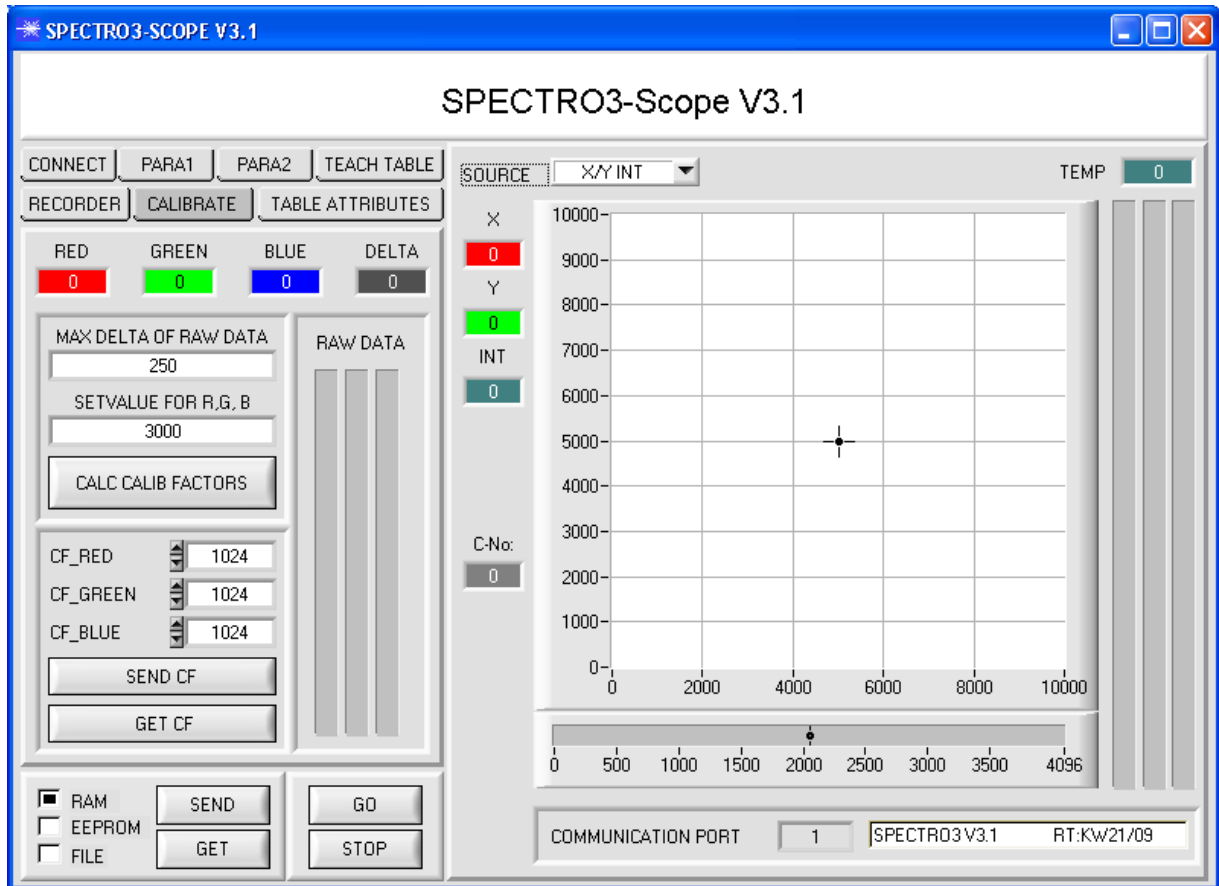 SPECTRO3-SCOPE V3.1
SPECTRO3-Scope V3.1
CONNECT PARA1 PARA2 TEACH TABLE
RECORDER CALIBRATE TABLE ATTRIBUTES
RED GREEN BLUE DELTA
0 0 0 0
MAX DELTA OF RAW DATA
250
SETVALUE FOR R,G, B
3000
CALC CALIB FACTORS
RAW DATA
CF_RED 1024
CF_GREEN 1024
CF_BLUE 1024
SEND CF
GET CF
RAM
EEPROM
FILE
SEND
GET
GO
STOP
SOURCE X/Y INT
TEMP 0
X
0
Y
0
INT
0
C-No:
0
10000
9000
8000
7000
6000
5000
4000
3000
2000
1000
0
0 2000 4000 6000 8000 10000
0 500 1000 1500 2000 2500 3000 3500 4096
COMMUNICATION PORT 1 SPECTRO3 V3.1 RT:KW21/09